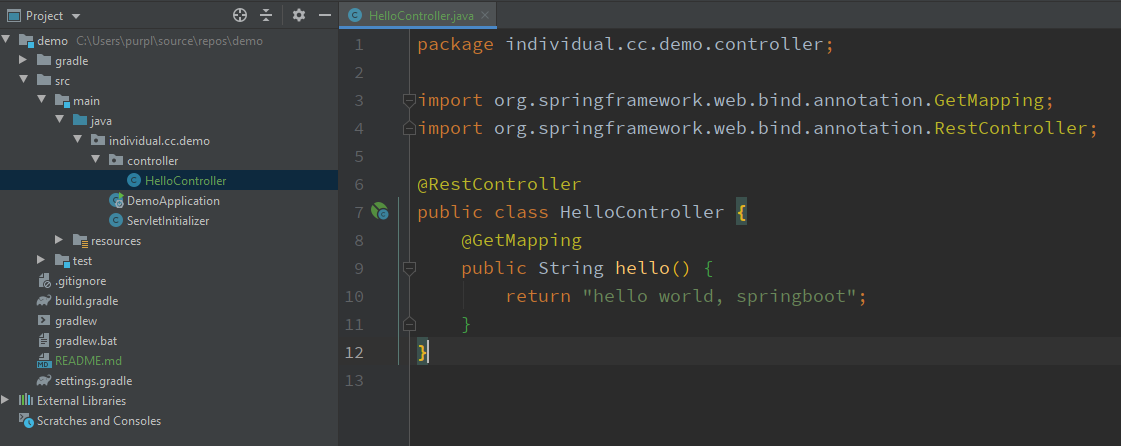 Project
demo C:\Users\purpl\source\repos\demo
gradle
src
main
java
individual.cc.demo
controller
HelloController
DemoApplication
ServletInitializer
resources
test
.gitignore
build.gradle
gradlew
gradlew.bat
README.md
settings.gradle
External Libraries
Scratches and Consoles
HelloController.java
1 package individual.cc.demo.controller;
2
3 import org.springframework.web.bind.annotation.GetMapping;
4 import org.springframework.web.bind.annotation.RestController;
5
6 @RestController
7 public class HelloController {
8 @GetMapping
9 public String hello() {
10 return "hello world, springboot";
11 }
12 }
13